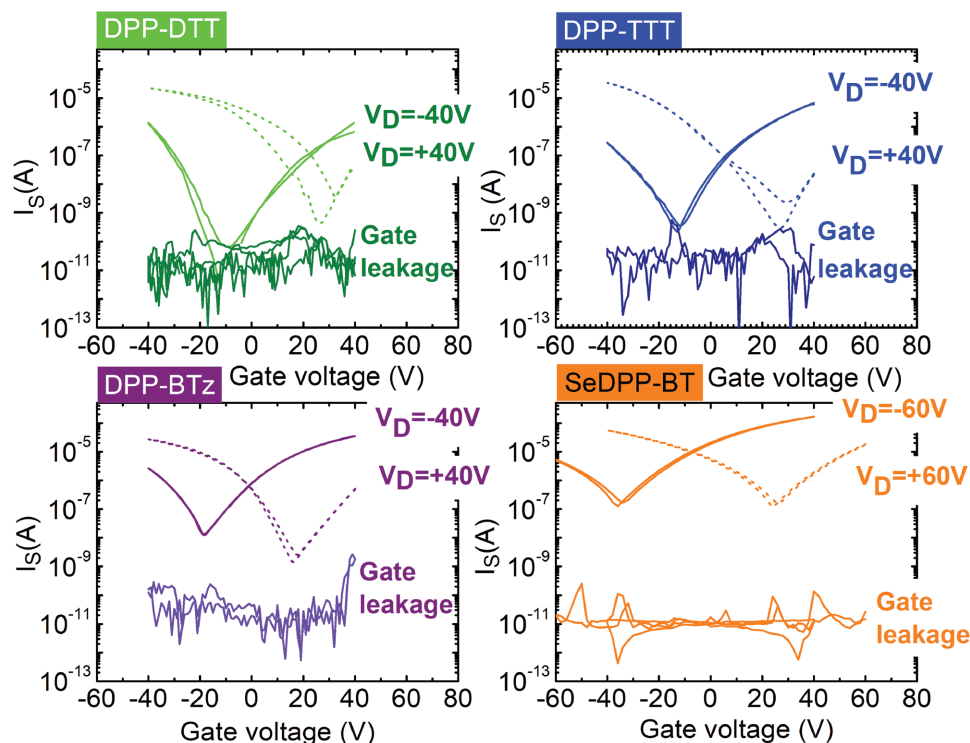 DPP-DTT
I_S(A)
10^-5
10^-7
10^-9
10^-11
10^-13
V_D=-40V
V_D=+40V
Gate
leakage
-60 -40 -20 0 20 40 60 80
Gate voltage (V)
DPP-TTT
I_S(A)
10^-5
10^-7
10^-9
10^-11
10^-13
V_D=-40V
V_D=+40V
Gate
leakage
-60 -40 -20 0 20 40 60 80
Gate voltage (V)
DPP-BTz
I_S(A)
10^-5
10^-7
10^-9
10^-11
10^-13
V_D=-40V
V_D=+40V
Gate
leakage
-60 -40 -20 0 20 40 60 80
Gate voltage (V)
SeDPP-BT
I_S(A)
10^-5
10^-7
10^-9
10^-11
10^-13
V_D=-60V
V_D=+60V
Gate
leakage
-60 -40 -20 0 20 40 60 80
Gate voltage (V)